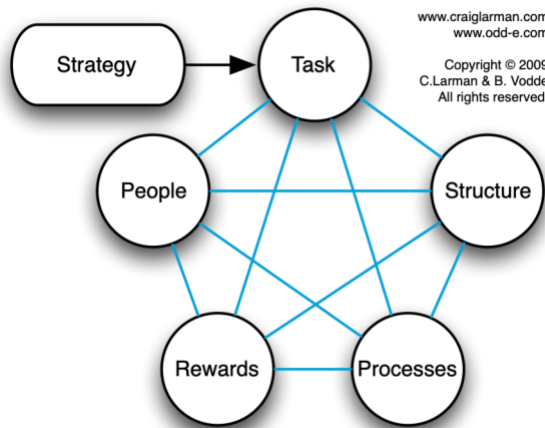 www.craiglarman.com
www.odd-e.com
Copyright © 2009
C.Larman & B. Vodde
All rights reserved
Strategy
Task
People
Structure
Rewards
Processes